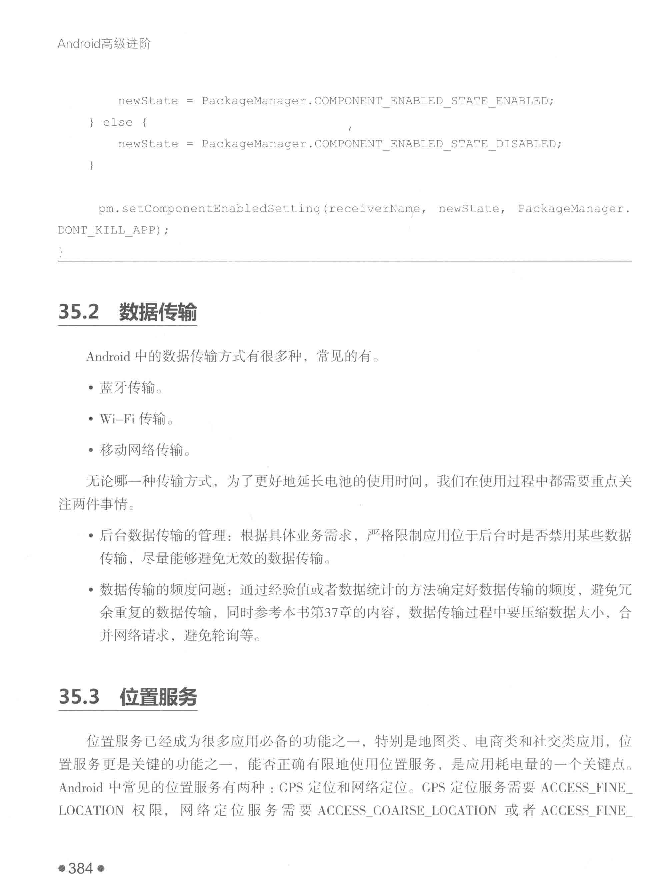 Android高级进阶
newState = PackageManager.COMPONENT_ENABLED_STATE_ENABLED;
} else {
newState = PackageManager.COMPONENT_ENABLED_STATE_DISABLED;
}
pm.setComponentEnabledSetting(receiverName, newState, PackageManager.
DONT_KILL_APP);
}
35.2 数据传输
Android 中的数据传输方式有很多种，常见的有。
• 蓝牙传输。
• Wi-Fi 传输。
• 移动网络传输。
无论哪一种传输方式，为了更好地延长电池的使用时间，我们在使用过程中都需要重点关
注两件事情。
• 后台数据传输的管理：根据具体业务需求，严格限制应用位于后台时是否禁用某些数据
传输，尽量能够避免无效的数据传输。
• 数据传输的频度问题：通过经验值或者数据统计的方法确定好数据传输的频度，避免冗
余重复的数据传输，同时参考本书第37章的内容，数据传输过程中要压缩数据大小，合
并网络请求，避免轮询等。
35.3 位置服务
位置服务已经成为很多应用必备的功能之一，特别是地图类、电商类和社交类应用，位
置服务更是关键的功能之一，能否正确有限地使用位置服务，是应用耗电量的一个关键点。
Android 中常见的位置服务有两种：GPS 定位和网络定位。GPS 定位服务需要 ACCESS_FINE_
LOCATION 权限，网络定位服务需要 ACCESS_COARSE_LOCATION 或者 ACCESS_FINE_
•384•